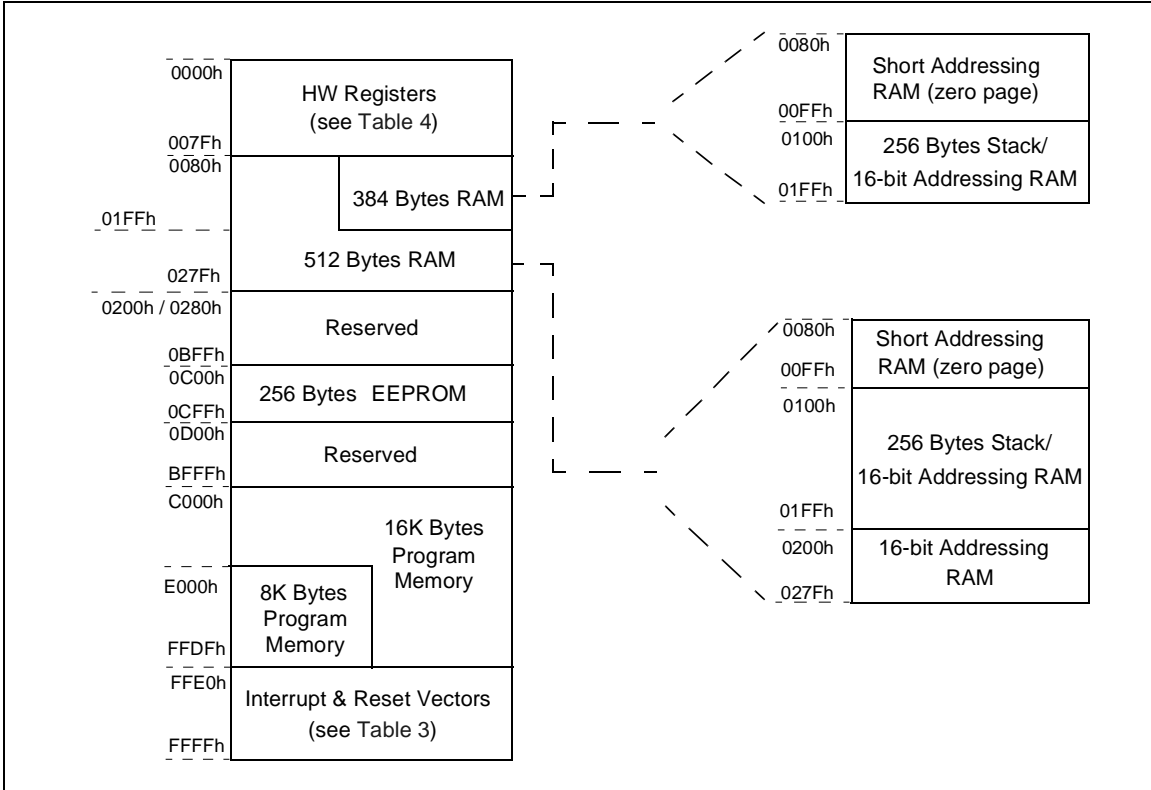 0000h
HW Registers
(see Table 4)
007Fh
0080h
384 Bytes RAM
01FFh
512 Bytes RAM
027Fh
0200h / 0280h
Reserved
0BFFh
0C00h
256 Bytes EEPROM
0CFFh
0D00h
Reserved
BFFFh
C000h
16K Bytes
Program
Memory
E000h
8K Bytes
Program
Memory
FFDFh
FFE0h
Interrupt & Reset Vectors
(see Table 3)
FFFFh
0080h
Short Addressing
RAM (zero page)
00FFh
0100h
256 Bytes Stack/
16-bit Addressing RAM
01FFh
0080h
Short Addressing
RAM (zero page)
00FFh
0100h
256 Bytes Stack/
16-bit Addressing RAM
01FFh
0200h
16-bit Addressing
RAM
027Fh